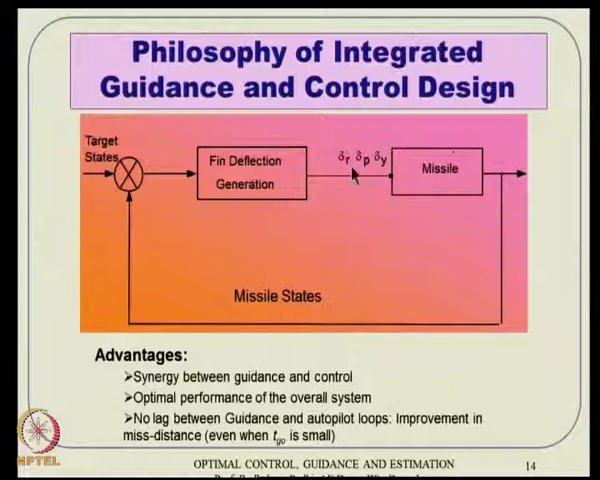 Philosophy of Integrated
Guidance and Control Design
Target
States
Fin Deflection
Generation
δr δp δy
Missile
Missile States
Advantages:
➢Synergy between guidance and control
➢Optimal performance of the overall system
➢No lag between Guidance and autopilot loops: Improvement in
miss-distance (even when tgo is small)
NPTEL
OPTIMAL CONTROL, GUIDANCE AND ESTIMATION
14